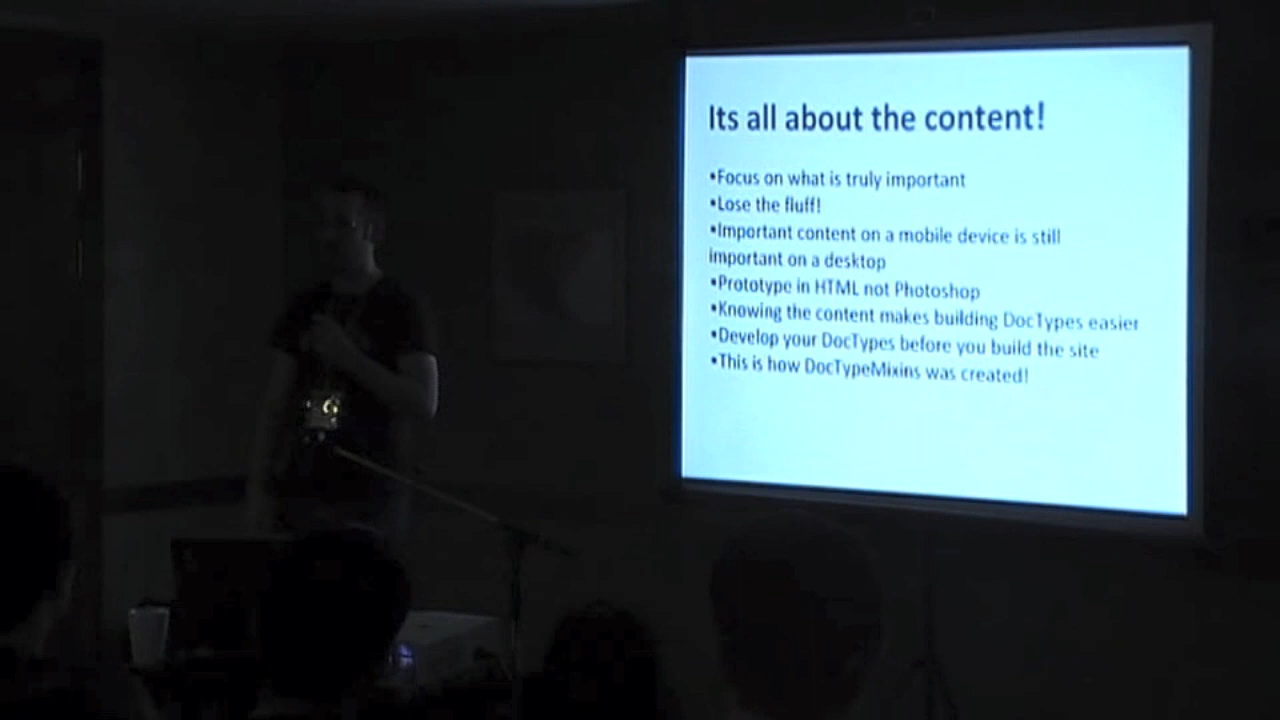 Its all about the content!
•Focus on what is truly important
•Lose the fluff!
•Important content on a mobile device is still
important on a desktop
•Prototype in HTML not Photoshop
•Knowing the content makes building DocTypes easier
•Develop your DocTypes before you build the site
•This is how DocTypeMixins was created!